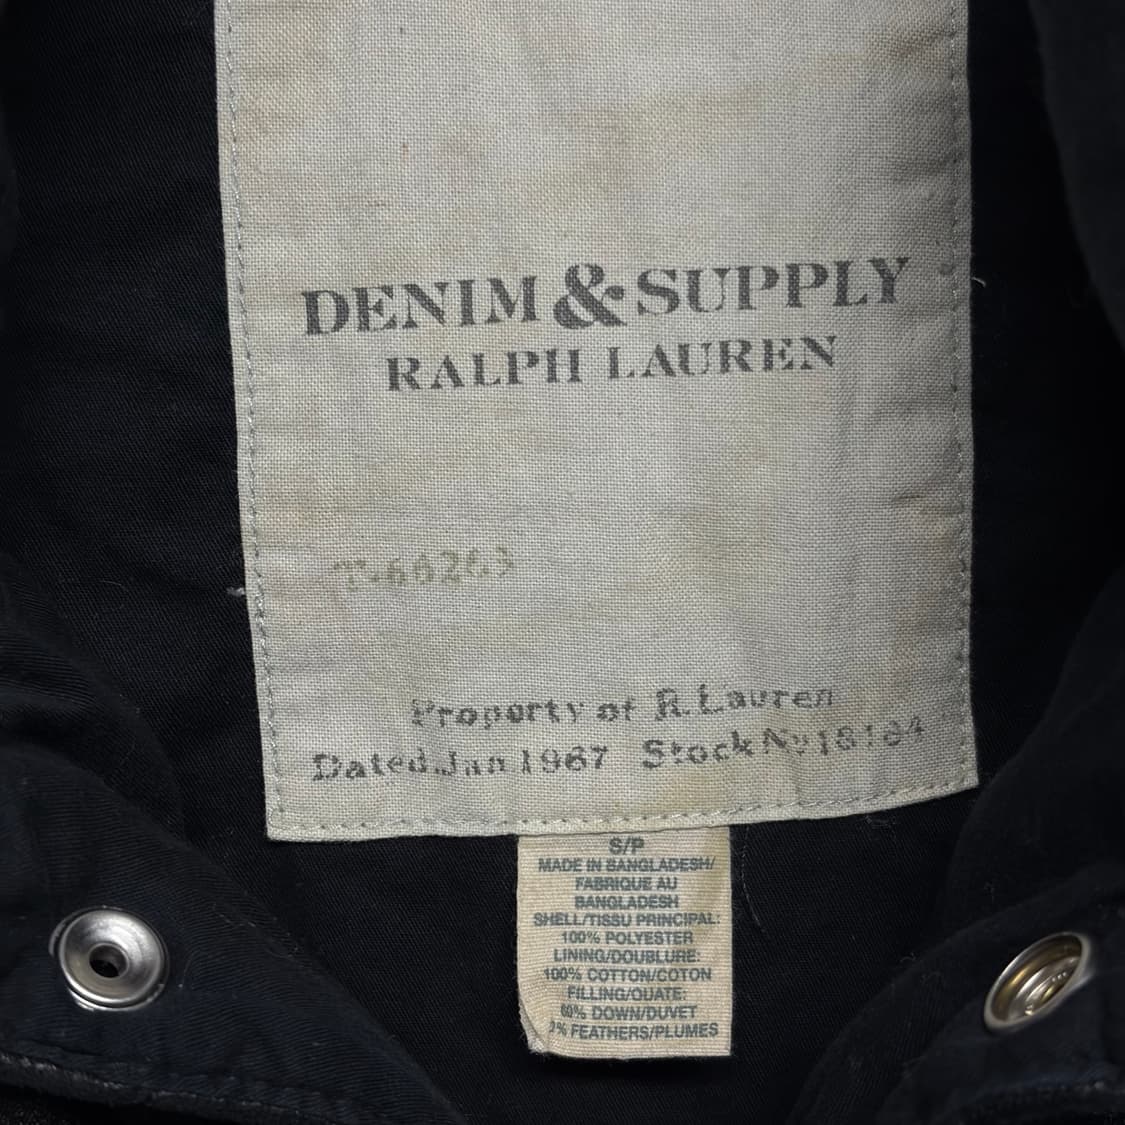 DENIM & SUPPLY
RALPH LAUREN
T-66263
Property of R. Lauren
Dated Jan 1967 Stock No 18184
S/P
MADE IN BANGLADESH/
FABRIQUE AU
BANGLADESH
SHELL/TISSU PRINCIPAL:
100% POLYESTER
LINING/DOUBLURE:
100% COTTON/COTON
FILLING/OUATE:
DOWN/DUVET
FEATHERS/PLUMES